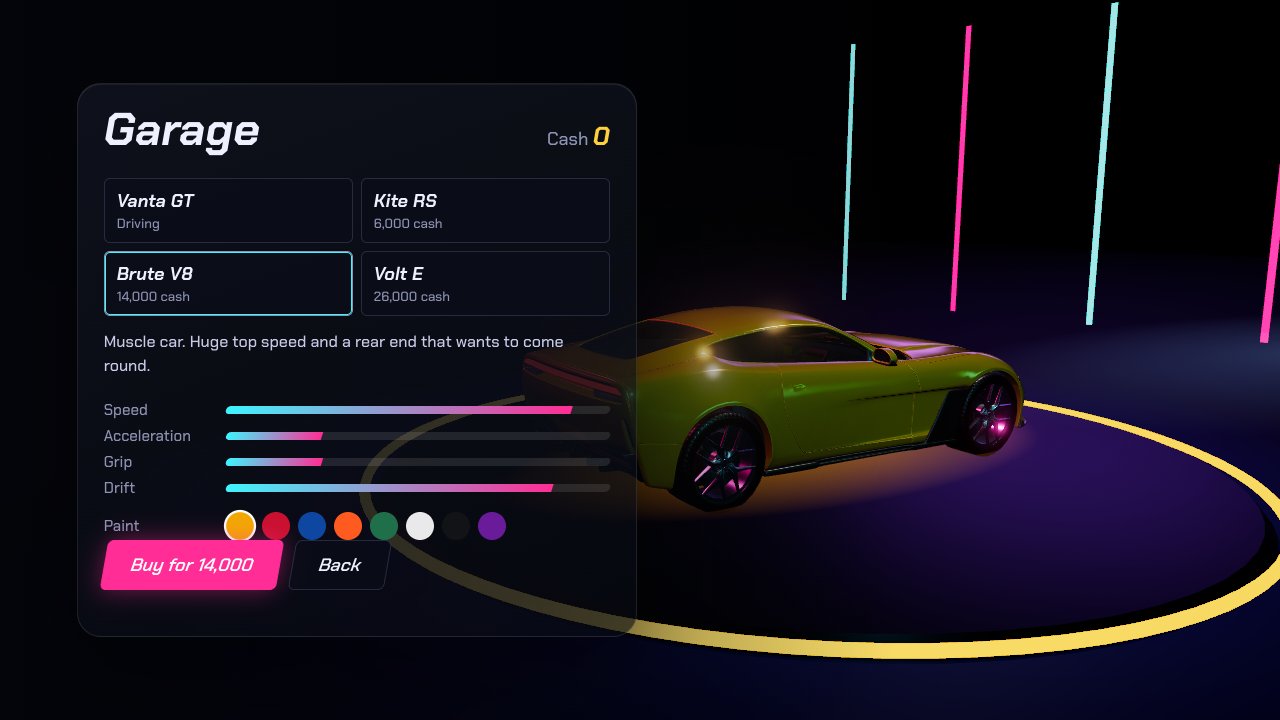 Garage
Cash 0
Vanta GT
Driving
Kite RS
6,000 cash
Brute V8
14,000 cash
Volt E
26,000 cash
Muscle car. Huge top speed and a rear end that wants to come
round.
Speed
Acceleration
Grip
Drift
Paint
Buy for 14,000
Back